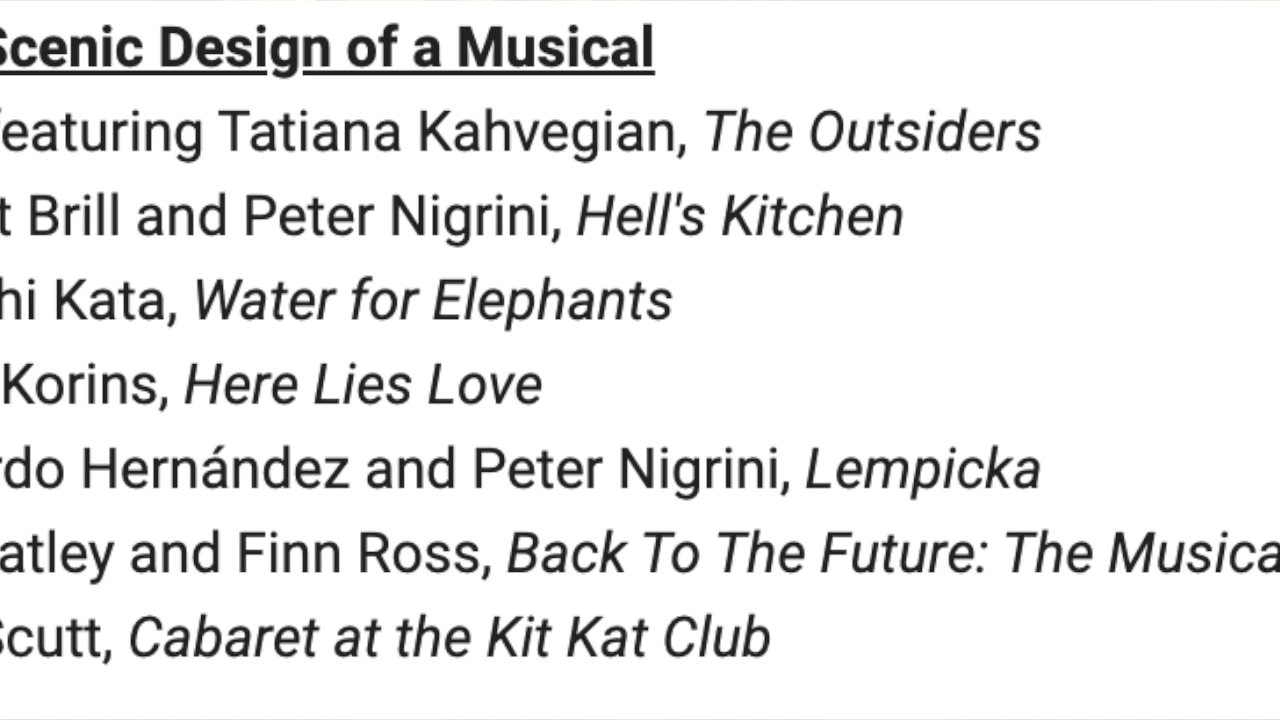 Scenic Design of a Musical
featuring Tatiana Kahvegian, The Outsiders
t Brill and Peter Nigrini, Hell's Kitchen
hi Kata, Water for Elephants
Korins, Here Lies Love
rdo Hernández and Peter Nigrini, Lempicka
atley and Finn Ross, Back To The Future: The Musica
Scutt, Cabaret at the Kit Kat Club